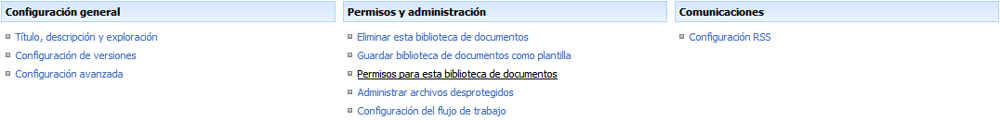 Configuración general
Título, descripción y exploración
Configuración de versiones
Configuración avanzada
Permisos y administración
Eliminar esta biblioteca de documentos
Guardar biblioteca de documentos como plantilla
Permisos para esta biblioteca de documentos
Administrar archivos desprotegidos
Configuración del flujo de trabajo
Comunicaciones
Configuración RSS